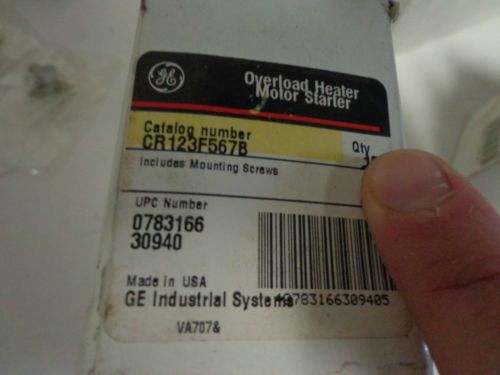 GE
Overload Heater
Motor Starter
Catalog number
CR123F567B
Qty
Includes Mounting Screws
UPC Number
0783166
30940
Made in USA
GE Industrial Systems
VA707&